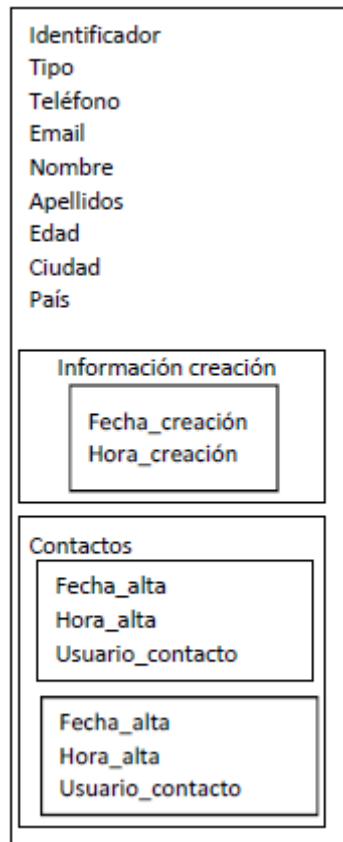 Identificador
Tipo
Teléfono
Email
Nombre
Apellidos
Edad
Ciudad
País
Información creación
Fecha_creación
Hora_creación
Contactos
Fecha_alta
Hora_alta
Usuario_contacto
Fecha_alta
Hora_alta
Usuario_contacto